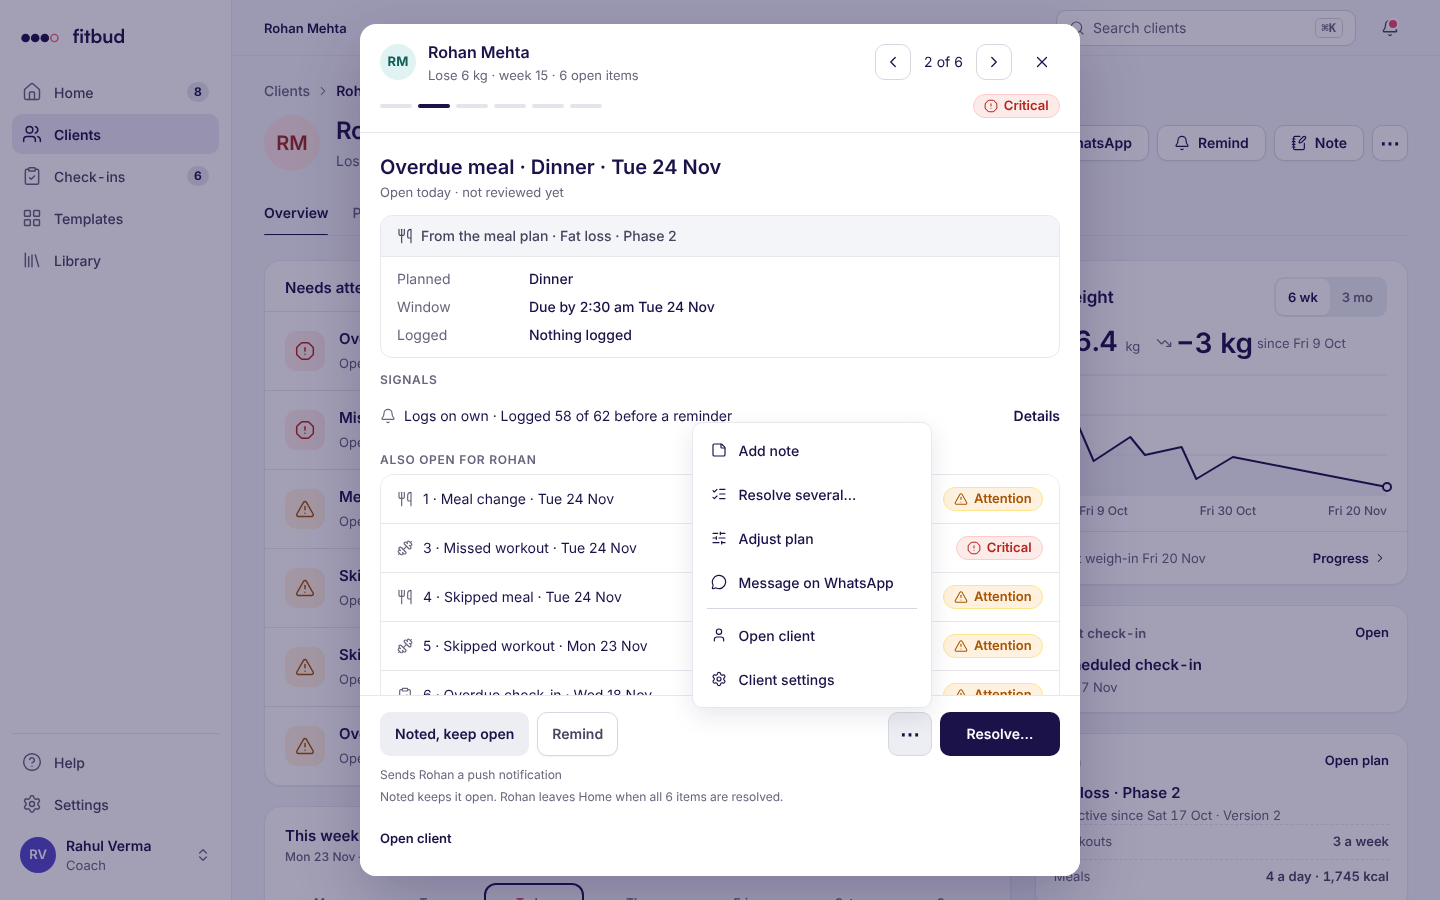 fitbud
Rohan Mehta
Search clients
⌘K
Home 8
Clients
Check-ins 6
Templates
Library
Help
Settings
RV
Rahul Verma
Coach
Clients
RM
WhatsApp
Remind
Note
Overview
Needs
6 wk
3 mo
kg
−3 kg since Fri 9 Oct
Fri 9 Oct
Fri 30 Oct
Fri 20 Nov
weigh-in Fri 20 Nov
Progress
check-in
Open
Open plan
Phase 2
since Sat 17 Oct · Version 2
3 a week
Meals
4 a day · 1,745 kcal
This week
Mon 23 Nov
RM
Rohan Mehta
Lose 6 kg · week 15 · 6 open items
2 of 6
Critical
Overdue meal · Dinner · Tue 24 Nov
Open today · not reviewed yet
From the meal plan · Fat loss · Phase 2
Planned Dinner
Window Due by 2:30 am Tue 24 Nov
Logged Nothing logged
SIGNALS
Logs on own · Logged 58 of 62 before a reminder
Details
ALSO OPEN FOR ROHAN
1 · Meal change · Tue 24 Nov
Attention
3 · Missed workout · Tue 24 Nov
Critical
4 · Skipped meal · Tue 24 Nov
Attention
5 · Skipped workout · Mon 23 Nov
Attention
6 · Overdue check-in · Wed 18 Nov
Attention
Add note
Resolve several…
Adjust plan
Message on WhatsApp
Open client
Client settings
Noted, keep open
Remind
Resolve…
Sends Rohan a push notification
Noted keeps it open. Rohan leaves Home when all 6 items are resolved.
Open client